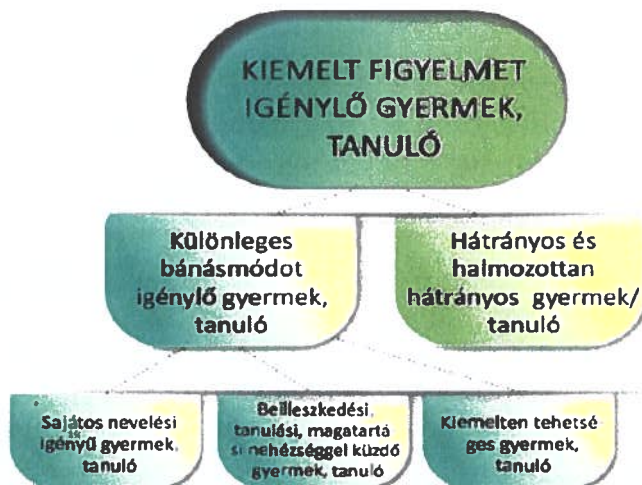 KIEMELT FIGYELMET
IGÉNYLŐ GYERMEK,
TANULÓ
Különleges
bánásmódot
igénylő gyermek,
tanuló
Hátrányos és
halmozottan
hátrányos gyermek/
tanuló
Sajátos nevelési
igényű gyermek,
tanuló
Beilleszkedési,
tanulási, magatartá
si nehézséggel küzdő
gyermek, tanuló
Kiemelten tehetsé
ges gyermek,
tanuló